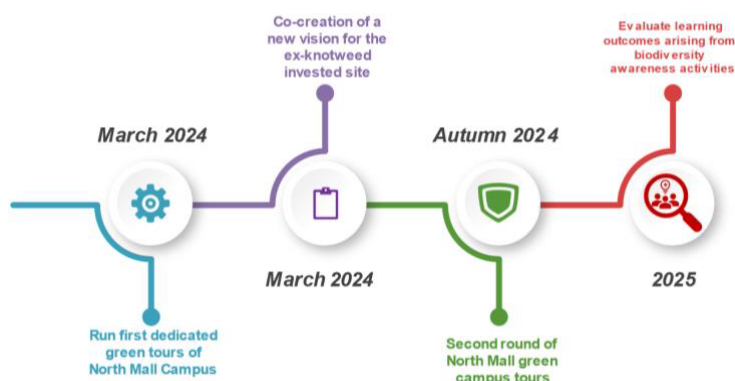 Co-creation of a
new vision for the
ex-knotweed
invested site
Evaluate learning
outcomes arising from
biodiversity
awareness activities
March 2024
Autumn 2024
March 2024
2025
Run first dedicated
green tours of
North Mall Campus
Second round of
North Mall green
campus tours